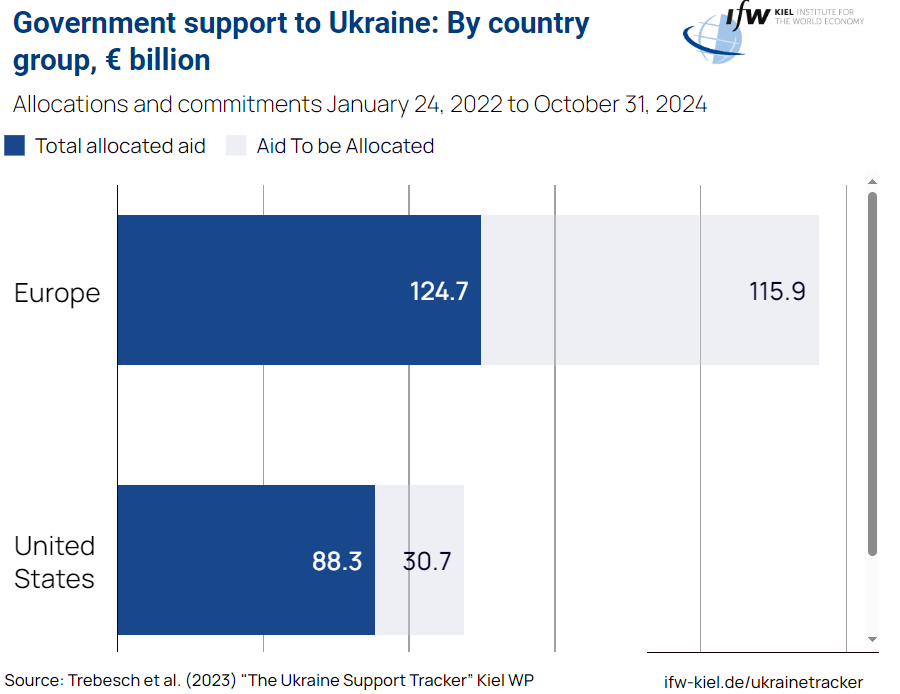 Government support to Ukraine: By country
group, € billion
ifw KIEL INSTITUTE FOR
THE WORLD ECONOMY
Allocations and commitments January 24, 2022 to October 31, 2024
Total allocated aid Aid To be Allocated
Europe 124.7 115.9
United
States 88.3 30.7
Source: Trebesch et al. (2023) "The Ukraine Support Tracker” Kiel WP
ifw-kiel.de/ukrainetracker